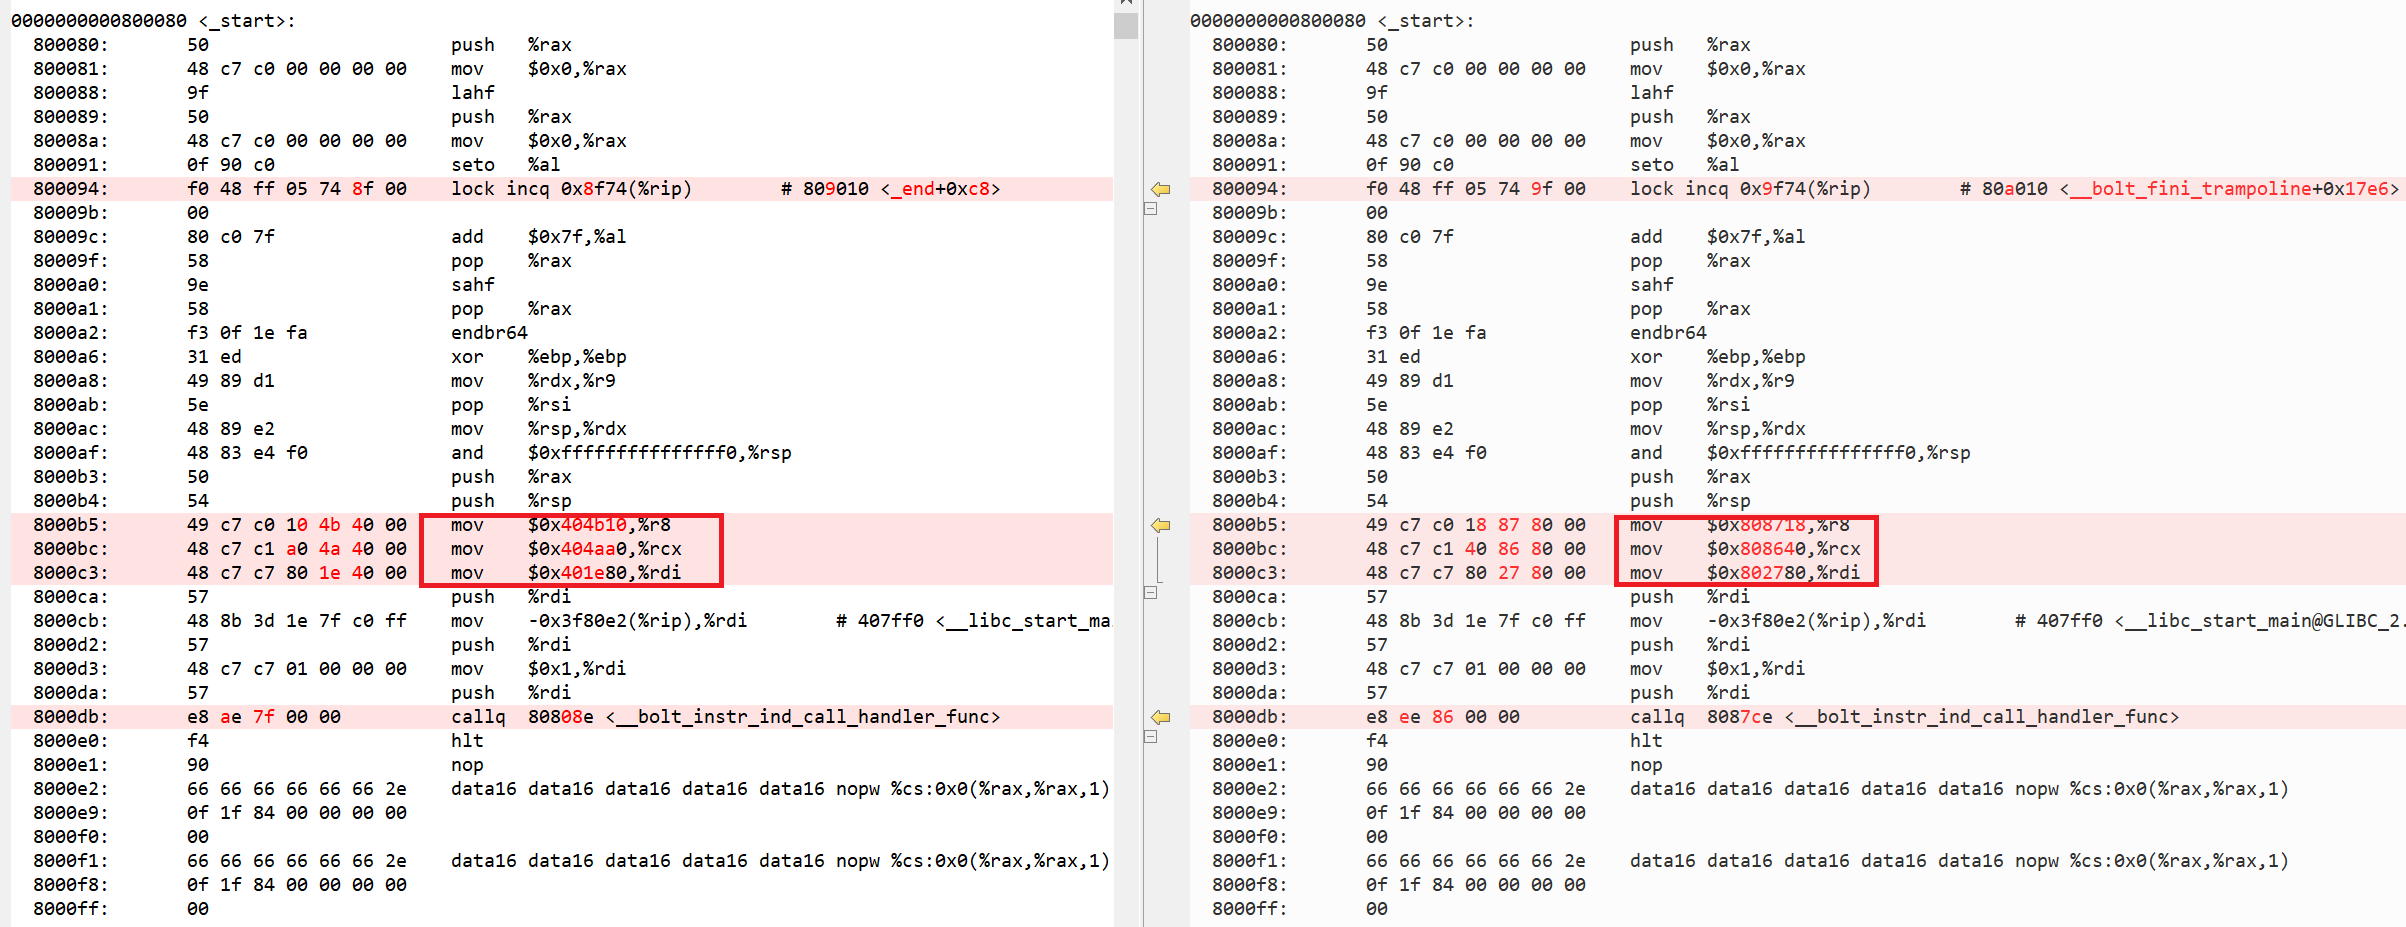 0000000000800080 <_start>:
800080: 50 push %rax
800081: 48 c7 c0 00 00 00 00 mov $0x0,%rax
800088: 9f lahf
800089: 50 push %rax
80008a: 48 c7 c0 00 00 00 00 mov $0x0,%rax
800091: 0f 90 c0 seto %al
800094: f0 48 ff 05 74 8f 00 lock incq 0x8f74(%rip) # 809010 <_end+0xc8>
80009b: 00
80009c: 80 c0 7f add $0x7f,%al
80009f: 58 pop %rax
8000a0: 9e sahf
8000a1: 58 pop %rax
8000a2: f3 0f 1e fa endbr64
8000a6: 31 ed xor %ebp,%ebp
8000a8: 49 89 d1 mov %rdx,%r9
8000ab: 5e pop %rsi
8000ac: 48 89 e2 mov %rsp,%rdx
8000af: 48 83 e4 f0 and $0xfffffffffffffff0,%rsp
8000b3: 50 push %rax
8000b4: 54 push %rsp
8000b5: 49 c7 c0 10 4b 40 00 mov $0x404b10,%r8
8000bc: 48 c7 c1 a0 4a 40 00 mov $0x404aa0,%rcx
8000c3: 48 c7 c7 80 1e 40 00 mov $0x401e80,%rdi
8000ca: 57 push %rdi
8000cb: 48 8b 3d 1e 7f c0 ff mov -0x3f80e2(%rip),%rdi # 407ff0 <__libc_start_ma
8000d2: 57 push %rdi
8000d3: 48 c7 c7 01 00 00 00 mov $0x1,%rdi
8000da: 57 push %rdi
8000db: e8 ae 7f 00 00 callq 80808e <__bolt_instr_ind_call_handler_func>
8000e0: f4 hlt
8000e1: 90 nop
8000e2: 66 66 66 66 66 66 2e data16 data16 data16 data16 data16 nopw %cs:0x0(%rax,%rax,1)
8000e9: 0f 1f 84 00 00 00 00
8000f0: 00
8000f1: 66 66 66 66 66 66 2e data16 data16 data16 data16 data16 nopw %cs:0x0(%rax,%rax,1)
8000f8: 0f 1f 84 00 00 00 00
8000ff: 00
0000000000800080 <_start>:
800080: 50 push %rax
800081: 48 c7 c0 00 00 00 00 mov $0x0,%rax
800088: 9f lahf
800089: 50 push %rax
80008a: 48 c7 c0 00 00 00 00 mov $0x0,%rax
800091: 0f 90 c0 seto %al
800094: f0 48 ff 05 74 9f 00 lock incq 0x9f74(%rip) # 80a010 <__bolt_fini_trampoline+0x17e6>
80009b: 00
80009c: 80 c0 7f add $0x7f,%al
80009f: 58 pop %rax
8000a0: 9e sahf
8000a1: 58 pop %rax
8000a2: f3 0f 1e fa endbr64
8000a6: 31 ed xor %ebp,%ebp
8000a8: 49 89 d1 mov %rdx,%r9
8000ab: 5e pop %rsi
8000ac: 48 89 e2 mov %rsp,%rdx
8000af: 48 83 e4 f0 and $0xfffffffffffffff0,%rsp
8000b3: 50 push %rax
8000b4: 54 push %rsp
8000b5: 49 c7 c0 18 87 80 00 mov $0x808718,%r8
8000bc: 48 c7 c1 40 86 80 00 mov $0x808640,%rcx
8000c3: 48 c7 c7 80 27 80 00 mov $0x802780,%rdi
8000ca: 57 push %rdi
8000cb: 48 8b 3d 1e 7f c0 ff mov -0x3f80e2(%rip),%rdi # 407ff0 <__libc_start_main@GLIBC_2.
8000d2: 57 push %rdi
8000d3: 48 c7 c7 01 00 00 00 mov $0x1,%rdi
8000da: 57 push %rdi
8000db: e8 ee 86 00 00 callq 8087ce <__bolt_instr_ind_call_handler_func>
8000e0: f4 hlt
8000e1: 90 nop
8000e2: 66 66 66 66 66 66 2e data16 data16 data16 data16 data16 nopw %cs:0x0(%rax,%rax,1)
8000e9: 0f 1f 84 00 00 00 00
8000f0: 00
8000f1: 66 66 66 66 66 66 2e data16 data16 data16 data16 data16 nopw %cs:0x0(%rax,%rax,1)
8000f8: 0f 1f 84 00 00 00 00
8000ff: 00